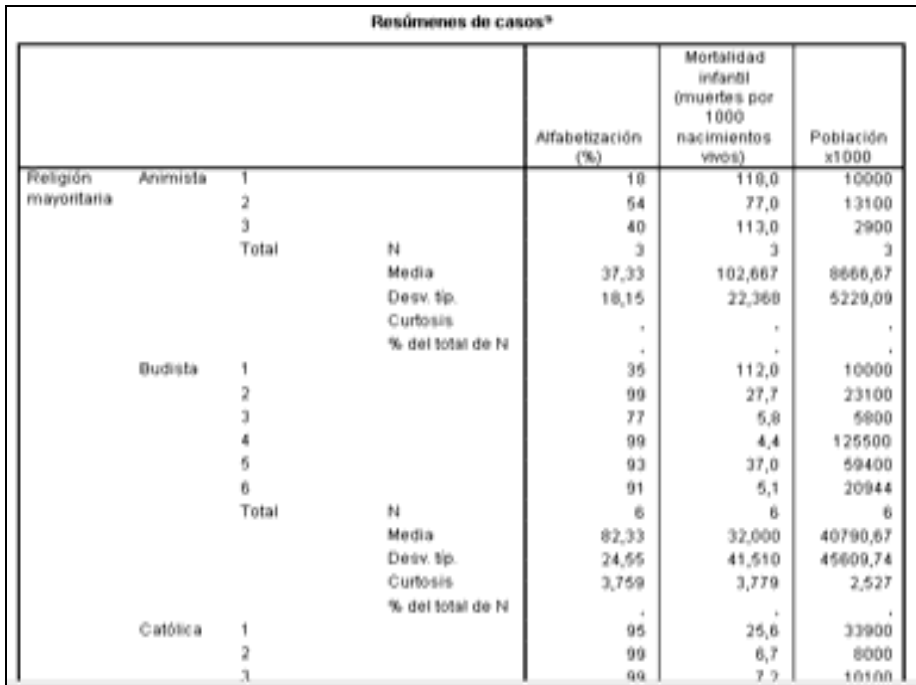 Resúmenes de casosª
Alfabetización (%) Mortalidad infantil (muertes por 1000 nacimientos vivos) Población x1000
Religión mayoritaria Animista 1 18 118,0 10000
2 54 77,0 13100
3 40 113,0 2900
Total N 3 3 3
Media 37,33 102,667 8666,67
Desv. típ. 18,15 22,368 5229,09
Curtosis . . .
% del total de N . . .
Budista 1 35 112,0 10000
2 99 27,7 23100
3 77 5,8 5800
4 99 4,4 125500
5 93 37,0 59400
6 91 5,1 20944
Total N 6 6 6
Media 82,33 32,000 40790,67
Desv. típ. 24,55 41,510 45609,74
Curtosis 3,759 3,779 2,527
% del total de N . . .
Católica 1 95 25,6 33900
2 99 6,7 8000
3 99 7,2 10100